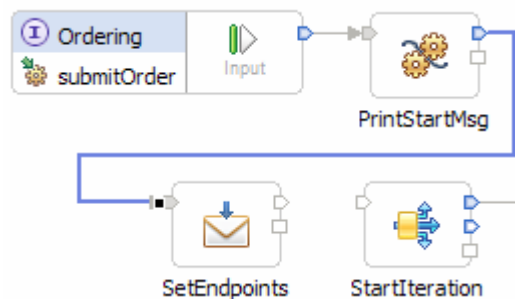 I Ordering
submitOrder
Input
PrintStartMsg
SetEndpoints
StartIteration